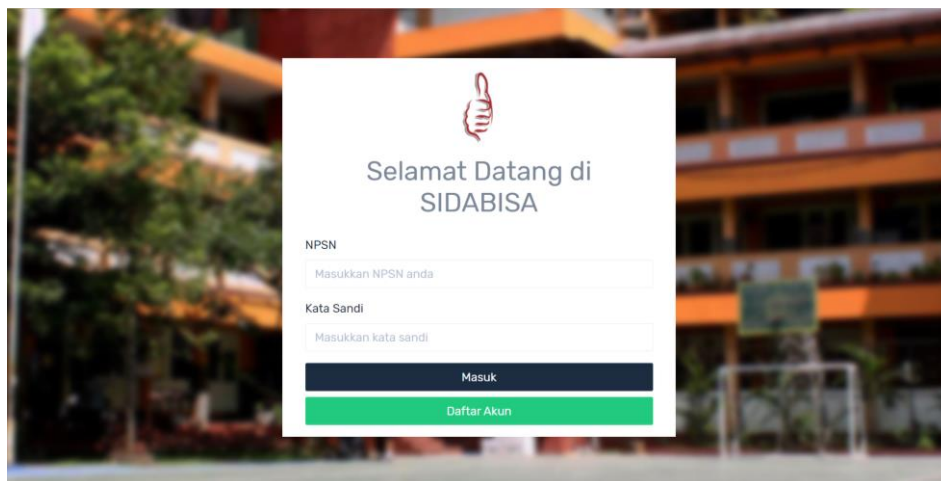 Selamat Datang di
SIDABISA
NPSN
Masukkan NPSN anda
Kata Sandi
Masukkan kata sandi
Masuk
Daftar Akun